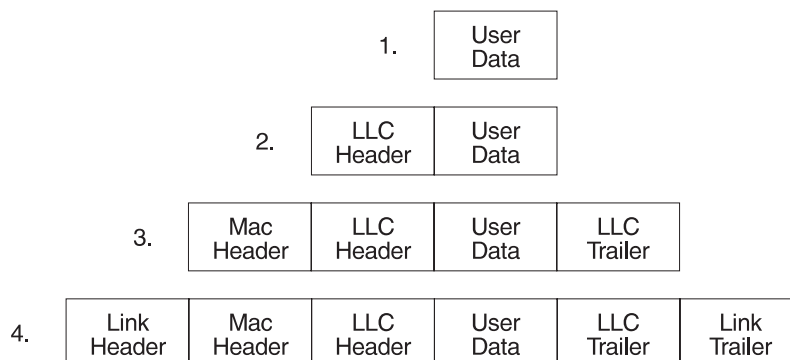 1. User Data
2. LLC Header User Data
3. Mac Header LLC Header User Data LLC Trailer
4. Link Header Mac Header LLC Header User Data LLC Trailer Link Trailer